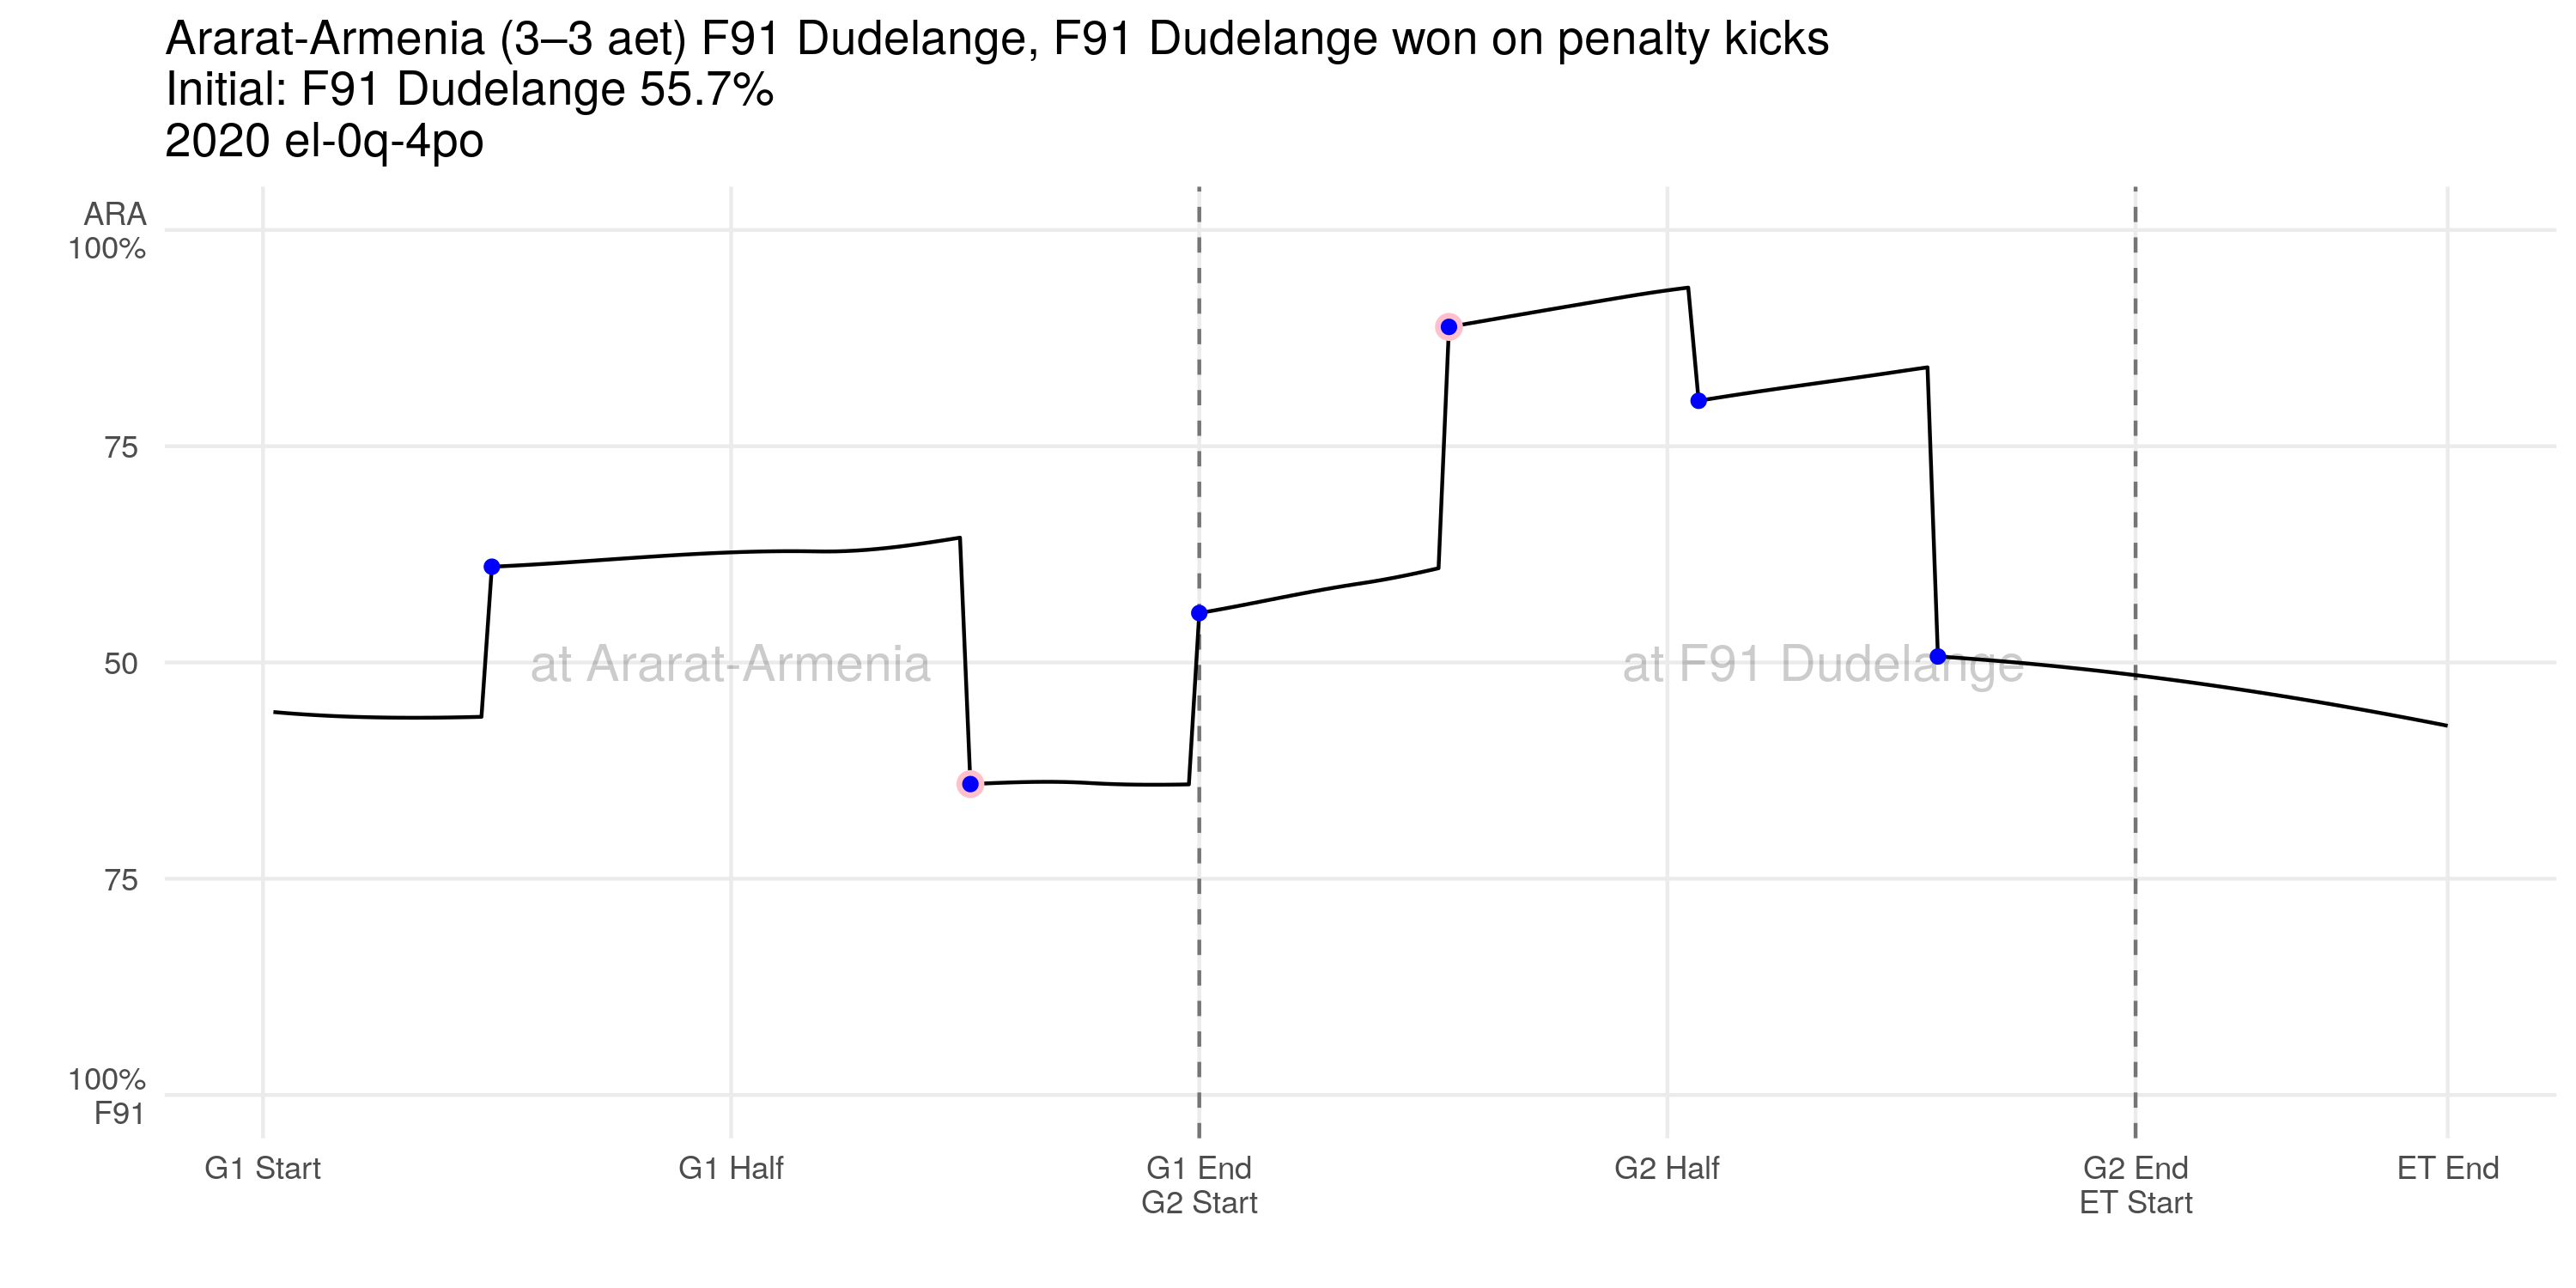 Ararat-Armenia (3–3 aet) F91 Dudelange, F91 Dudelange won on penalty kicks
Initial: F91 Dudelange 55.7%
2020 el-0q-4po
ARA
100%
75
50
75
100%
F91
at Ararat-Armenia
at F91 Dudelange
G1 Start
G1 Half
G1 End
G2 Start
G2 Half
G2 End
ET Start
ET End